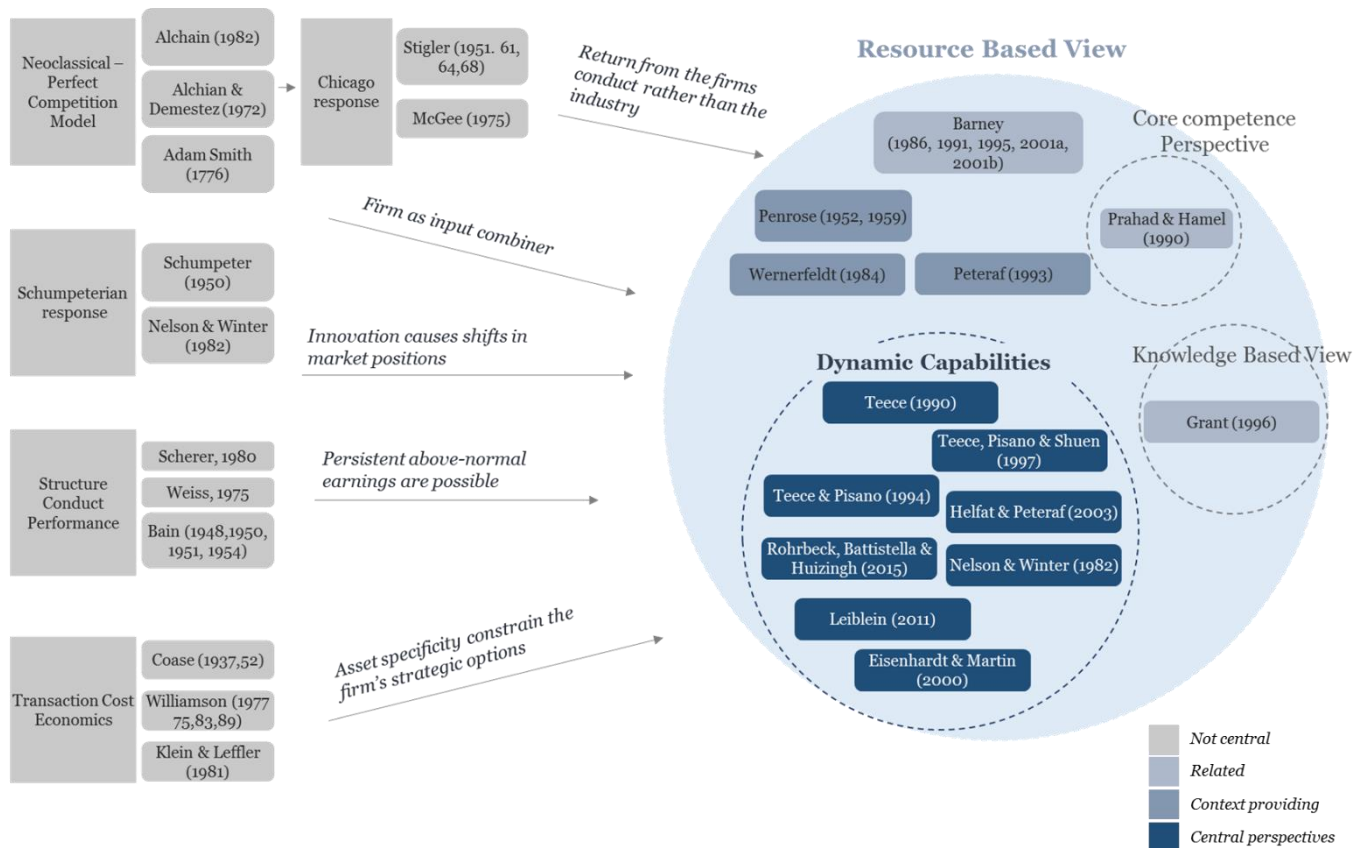 Neoclassical –
Perfect
Competition
Model
Alchain (1982)
Alchian &
Demestez (1972)
Adam Smith
(1776)
Chicago
response
Stigler (1951. 61,
64,68)
McGee (1975)
Return from the firms
conduct rather than the
industry
Firm as input combiner
Schumpeterian
response
Schumpeter
(1950)
Nelson & Winter
(1982)
Innovation causes shifts in
market positions
Structure
Conduct
Performance
Scherer, 1980
Weiss, 1975
Bain (1948,1950,
1951, 1954)
Persistent above-normal
earnings are possible
Transaction Cost
Economics
Coase (1937,52)
Williamson (1977
75,83,89)
Klein & Leffler
(1981)
Asset specificity constrain the
firm's strategic options
Resource Based View
Barney
(1986, 1991, 1995, 2001a,
2001b)
Penrose (1952, 1959)
Wernerfeldt (1984)
Peteraf (1993)
Core competence
Perspective
Prahad & Hamel
(1990)
Knowledge Based View
Grant (1996)
Dynamic Capabilities
Teece (1990)
Teece, Pisano & Shuen
(1997)
Teece & Pisano (1994)
Helfat & Peteraf (2003)
Rohrbeck, Battistella &
Huizingh (2015)
Nelson & Winter (1982)
Leiblein (2011)
Eisenhardt & Martin
(2000)
Not central
Related
Context providing
Central perspectives